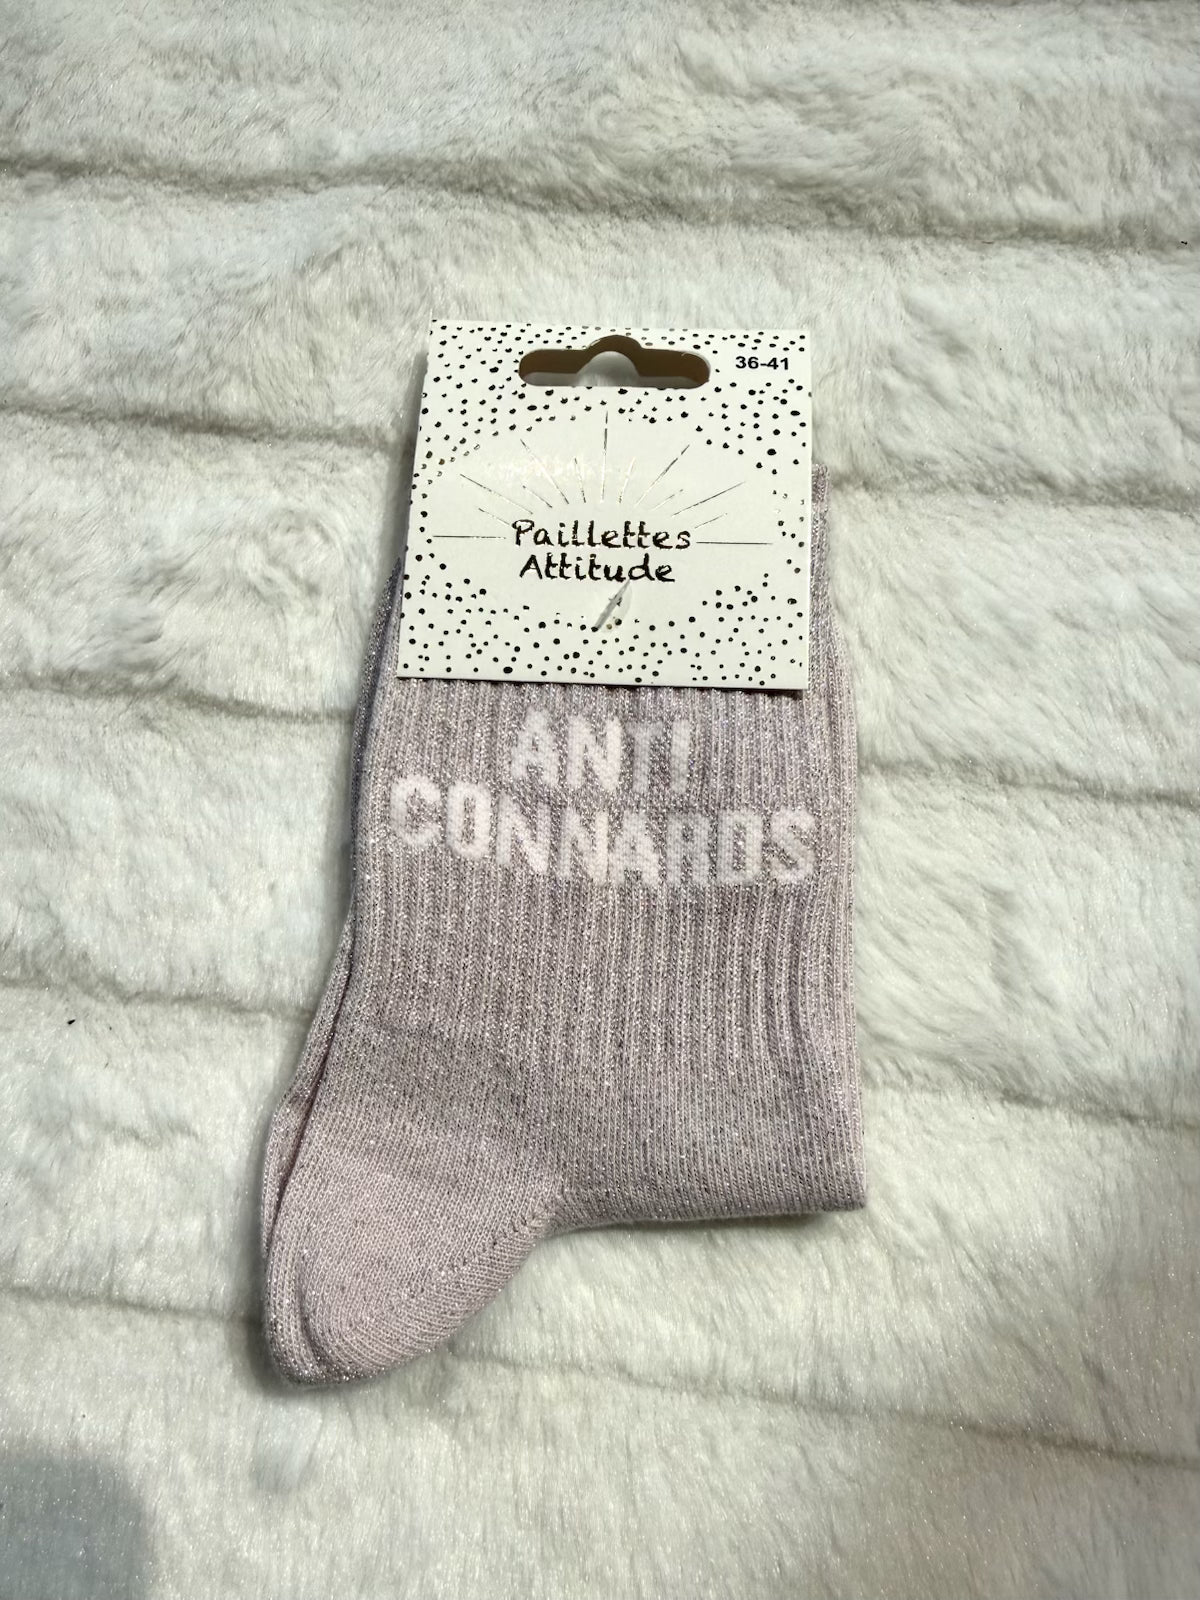 36-41
Paillettes
Attitude
ANTI
CONNARDS